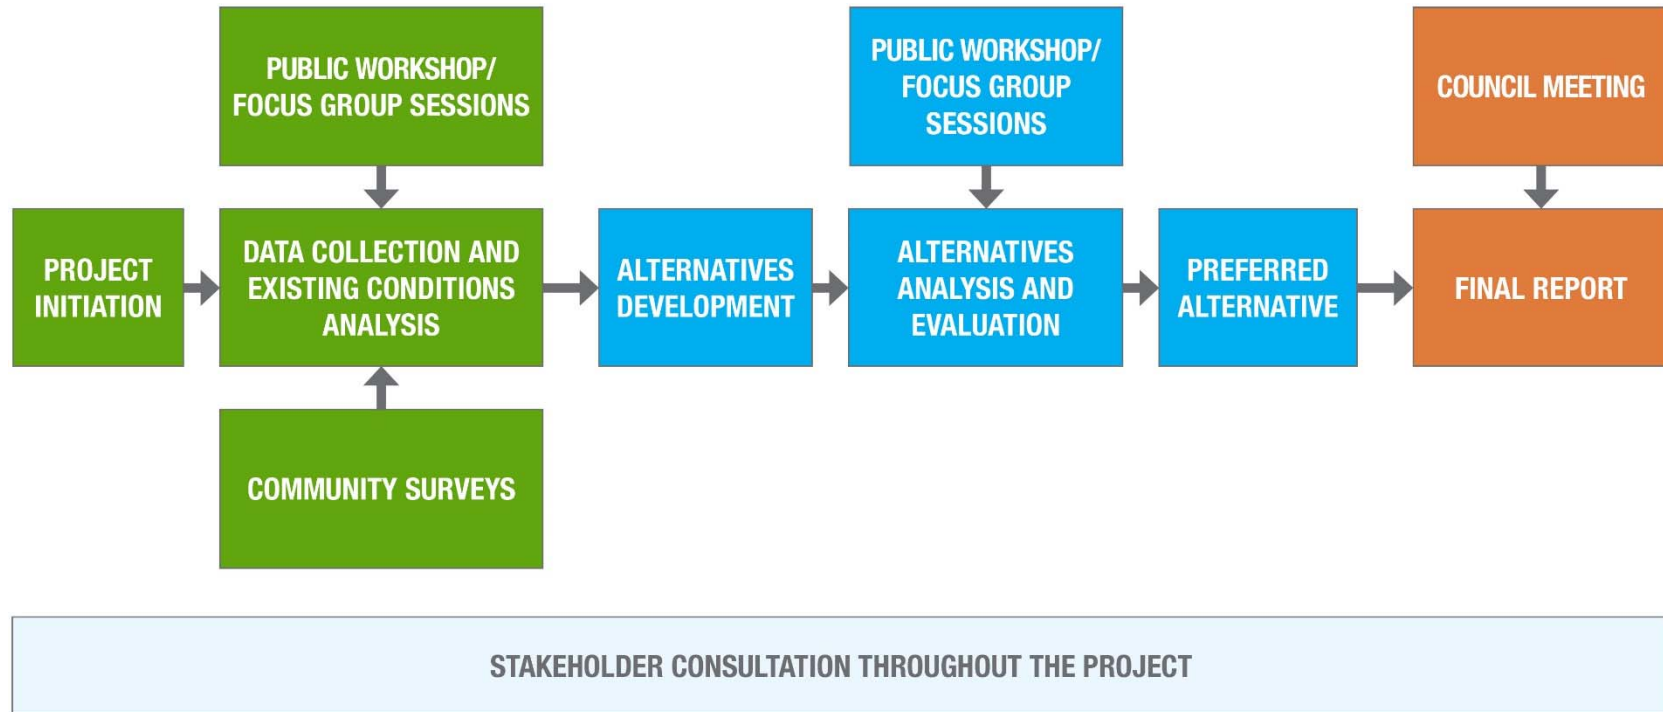 PUBLIC WORKSHOP/
FOCUS GROUP SESSIONS
PUBLIC WORKSHOP/
FOCUS GROUP
SESSIONS
COUNCIL MEETING
PROJECT
INITIATION
DATA COLLECTION AND
EXISTING CONDITIONS
ANALYSIS
ALTERNATIVES
DEVELOPMENT
ALTERNATIVES
ANALYSIS AND
EVALUATION
PREFERRED
ALTERNATIVE
FINAL REPORT
COMMUNITY SURVEYS
STAKEHOLDER CONSULTATION THROUGHOUT THE PROJECT